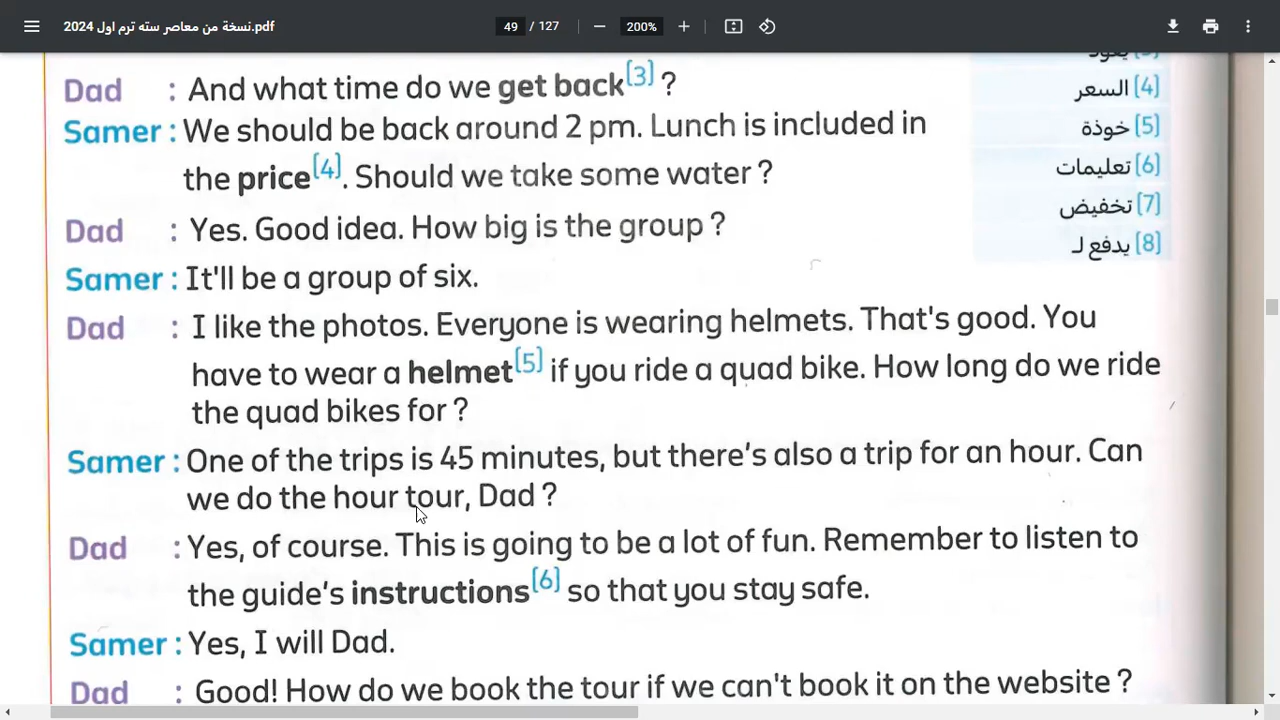 نسخة من معاصر سته ترم اول 2024.pdf
49 / 127
200%
Dad : And what time do we get back[3] ?
Samer : We should be back around 2 pm. Lunch is included in
the price[4]. Should we take some water ?
Dad : Yes. Good idea. How big is the group ?
Samer : It'll be a group of six.
Dad : I like the photos. Everyone is wearing helmets. That's good. You
have to wear a helmet[5] if you ride a quad bike. How long do we ride
the quad bikes for ?
Samer : One of the trips is 45 minutes, but there's also a trip for an hour. Can
we do the hour tour, Dad ?
Dad : Yes, of course. This is going to be a lot of fun. Remember to listen to
the guide's instructions[6] so that you stay safe.
Samer : Yes, I will Dad.
Dad : Good! How do we book the tour if we can't book it on the website ?
[4] السعر
[5] خوذة
[6] تعليمات
[7] تخفيض
[8] يدفع لـ